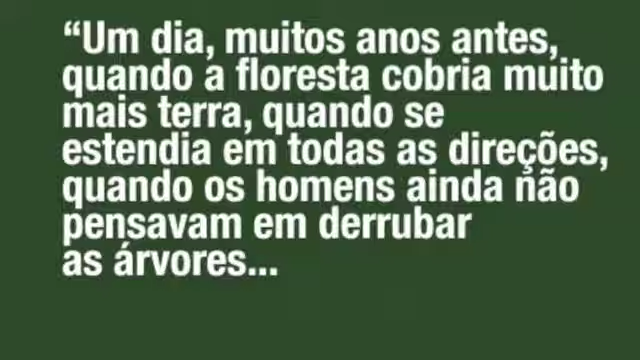 “Um dia, muitos anos antes,
quando a floresta cobria muito
mais terra, quando se
estendia em todas as direções,
quando os homens ainda não
pensavam em derrubar
as árvores...